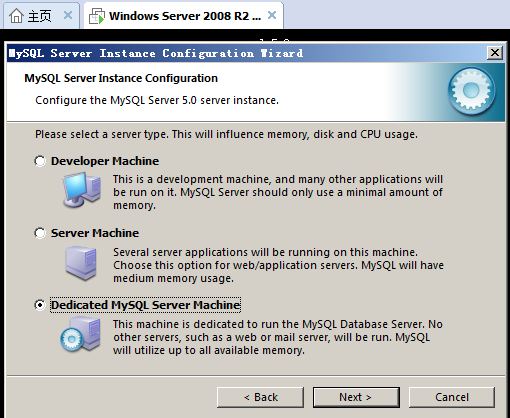 主页
Windows Server 2008 R2 ...
MySQL Server Instance Configuration Wizard
MySQL Server Instance Configuration
Configure the MySQL Server 5.0 server instance.
Please select a server type. This will influence memory, disk and CPU usage.
Developer Machine
This is a development machine, and many other applications will
be run on it. MySQL Server should only use a minimal amount of
memory.
Server Machine
Several server applications will be running on this machine.
Choose this option for web/application servers. MySQL will have
medium memory usage.
Dedicated MySQL Server Machine
This machine is dedicated to run the MySQL Database Server. No
other servers, such as a web or mail server, will be run. MySQL
will utilize up to all available memory.
< Back
Next >
Cancel